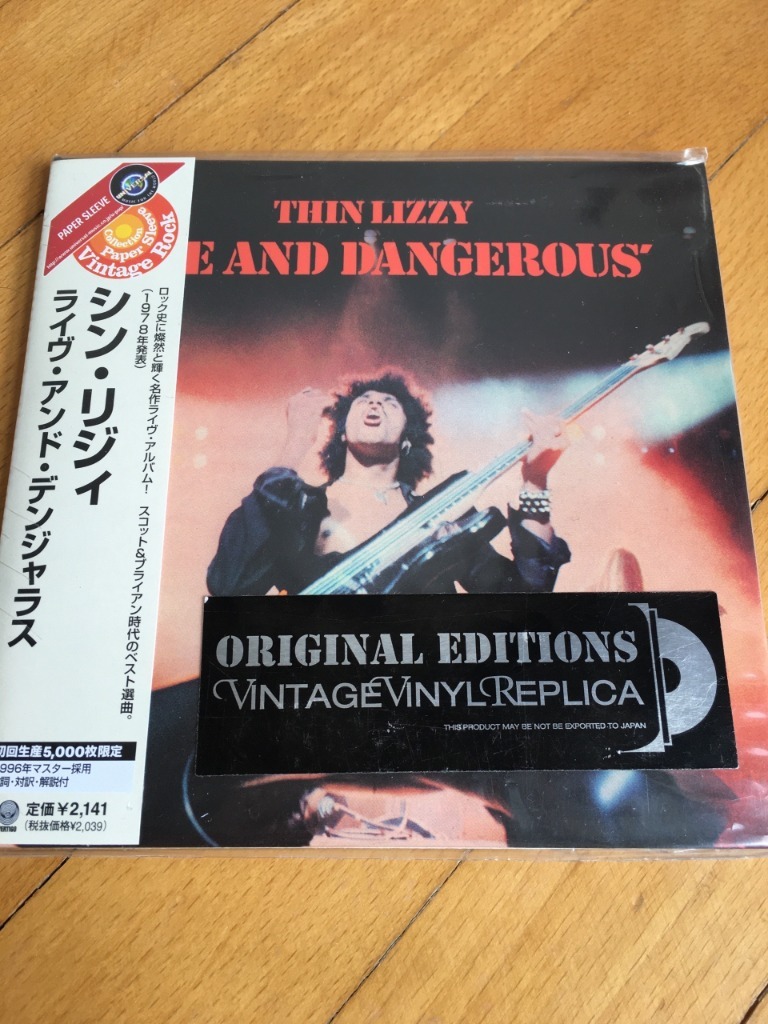 PAPER SLEEVE
UNIVERSAL
Vintage Rock
Paper Sleeve
Collection
THIN LIZZY
E AND DANGEROUS"
シン・リジィ
ライヴ・アンド・デンジャラス
ロック史に燦然と輝く名作ライヴ・アルバム! スコット&ブライアン時代のベスト選曲。
(1978年発表)
初回生産5,000枚限定
996年マスター採用
詞・対訳・解説付
定価¥2,141
(税抜価格¥2,039)
VERTIGO
ORIGINAL EDITIONS
VINTAGEVINYLREPLICA
THIS PRODUCT MAY BE NOT BE EXPORTED TO JAPAN